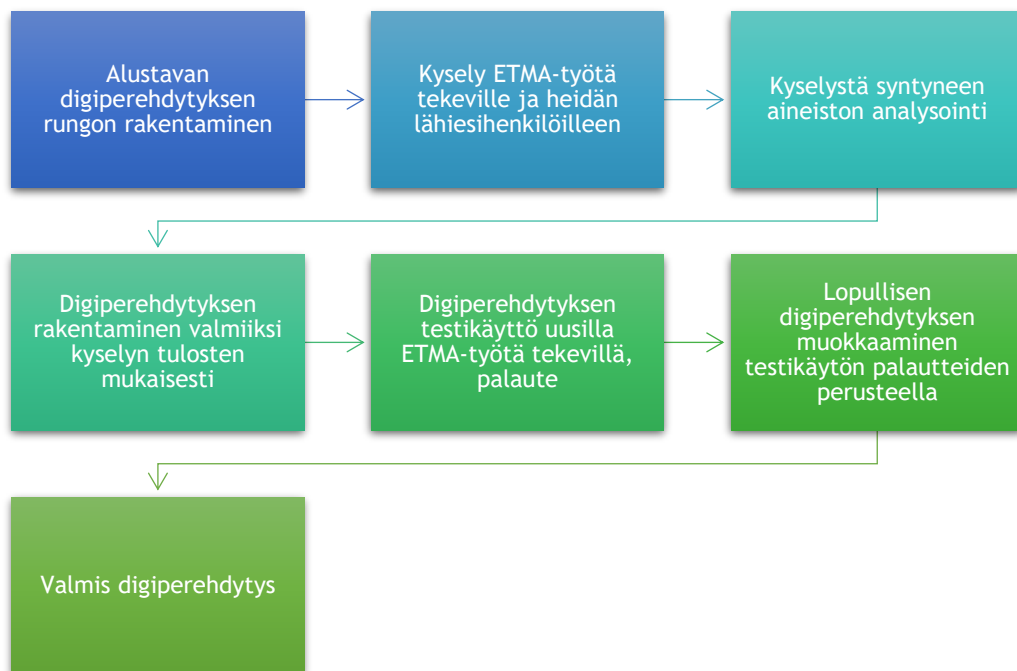 Alustavan
digiperehdytyksen
rungon rakentaminen
Kysely ETMA-työtä
tekeville ja heidän
lähiesihenkilöilleen
Kyselystä syntyneen
aineiston analysointi
Digiperehdytyksen
rakentaminen valmiiksi
kyselyn tulosten
mukaisesti
Digiperehdytyksen
testikäyttö uusilla
ETMA-työtä tekevillä,
palaute
Lopullisen
digiperehdytyksen
muokkaaminen
testikäytön palautteiden
perusteella
Valmis digiperehdytys